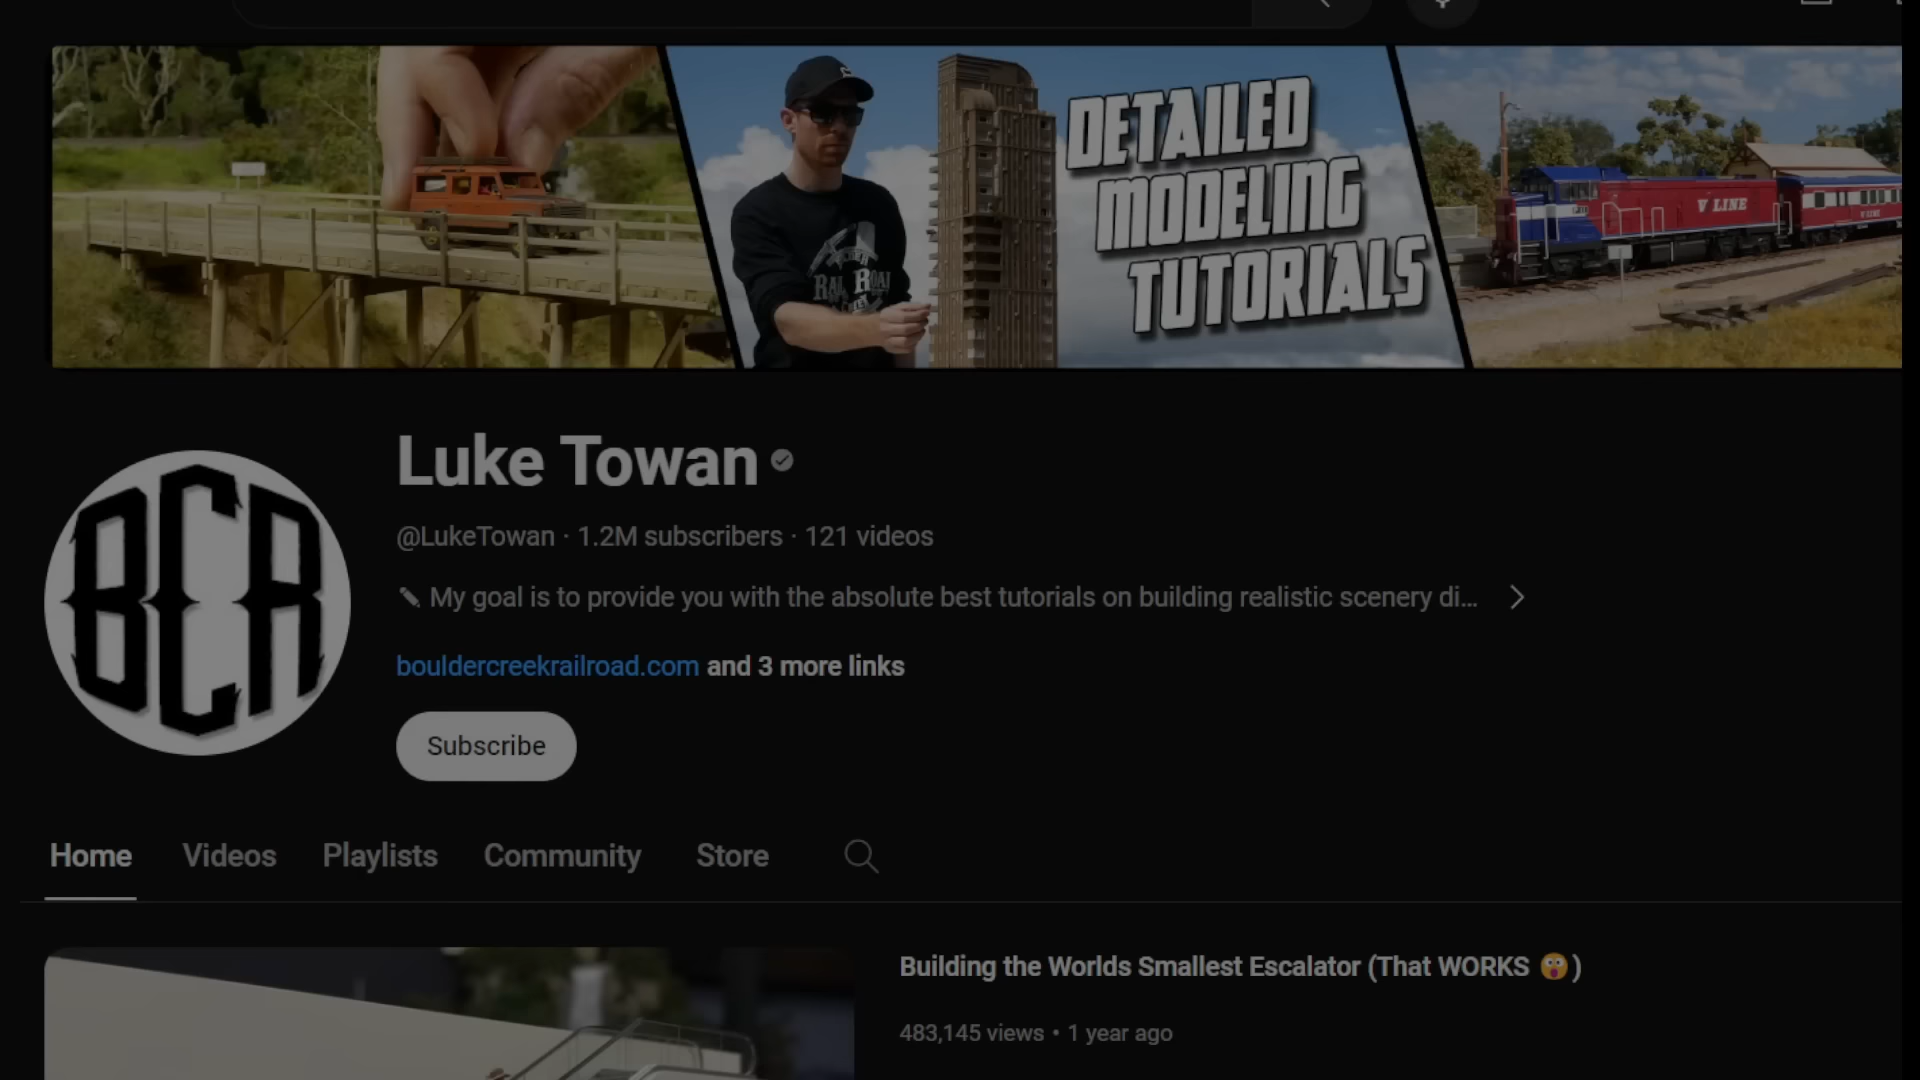 DETAILED
MODELING
TUTORIALS
V LINE
V LINE
BCR
Luke Towan
@LukeTowan · 1.2M subscribers · 121 videos
✎ My goal is to provide you with the absolute best tutorials on building realistic scenery di...
bouldercreekrailroad.com and 3 more links
Subscribe
Home Videos Playlists Community Store
Building the Worlds Smallest Escalator (That WORKS 😲)
483,145 views • 1 year ago